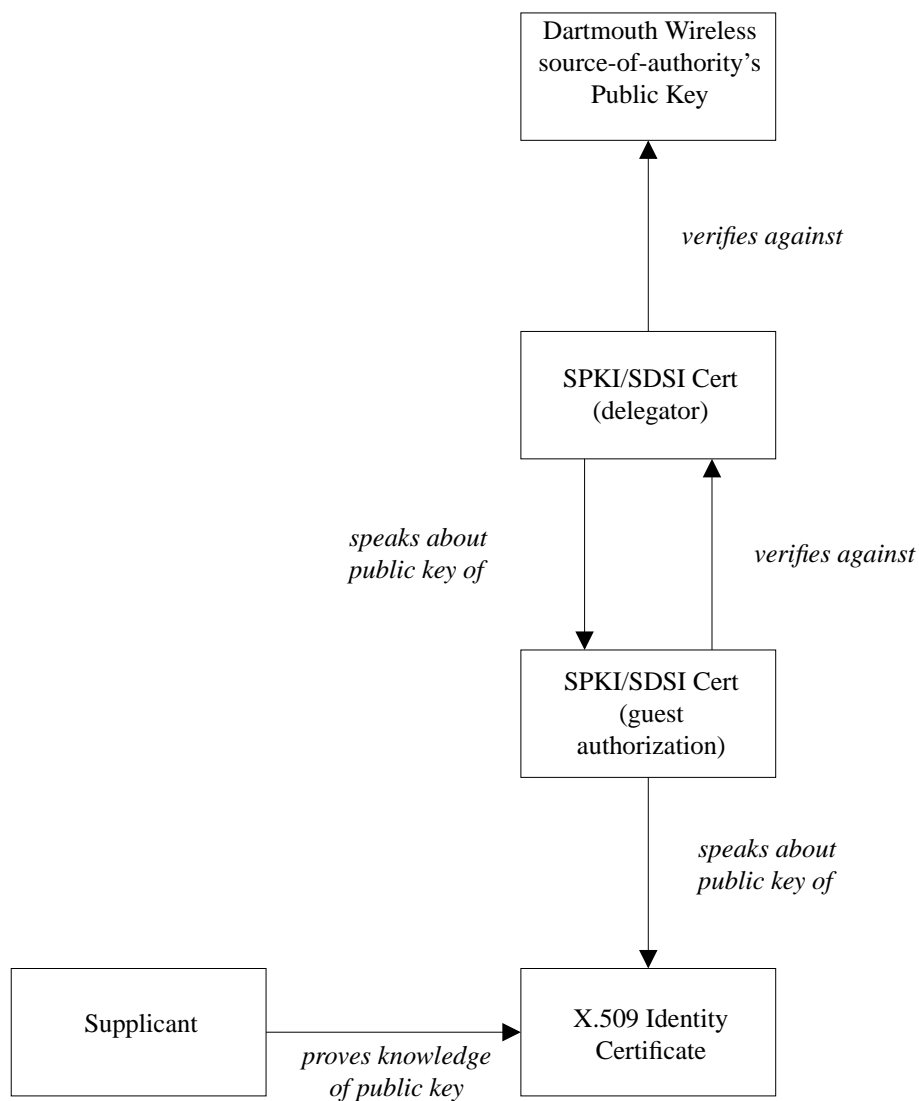 Dartmouth Wireless
source-of-authority’s
Public Key
verifies against
SPKI/SDSI Cert
(delegator)
speaks about
public key of
verifies against
SPKI/SDSI Cert
(guest
authorization)
speaks about
public key of
Supplicant
proves knowledge
of public key
X.509 Identity
Certificate